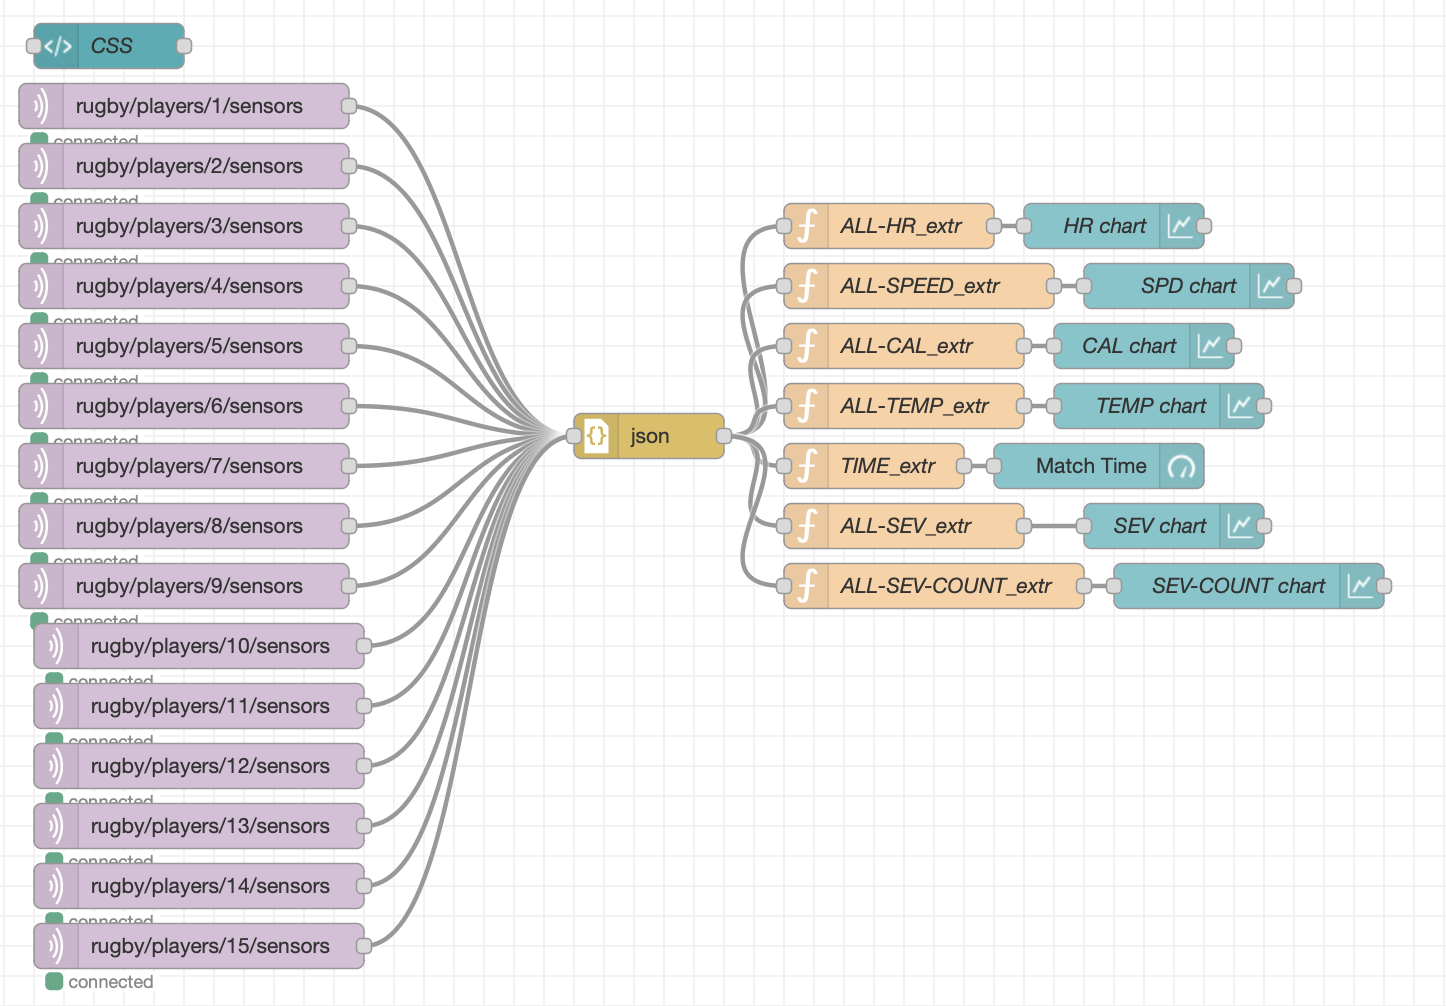 CSS
rugby/players/1/sensors
connected
rugby/players/2/sensors
connected
rugby/players/3/sensors
connected
rugby/players/4/sensors
connected
rugby/players/5/sensors
connected
rugby/players/6/sensors
connected
rugby/players/7/sensors
connected
rugby/players/8/sensors
connected
rugby/players/9/sensors
connected
rugby/players/10/sensors
connected
rugby/players/11/sensors
connected
rugby/players/12/sensors
connected
rugby/players/13/sensors
connected
rugby/players/14/sensors
connected
rugby/players/15/sensors
connected
json
ALL-HR_extr
HR chart
ALL-SPEED_extr
SPD chart
ALL-CAL_extr
CAL chart
ALL-TEMP_extr
TEMP chart
TIME_extr
Match Time
ALL-SEV_extr
SEV chart
ALL-SEV-COUNT_extr
SEV-COUNT chart